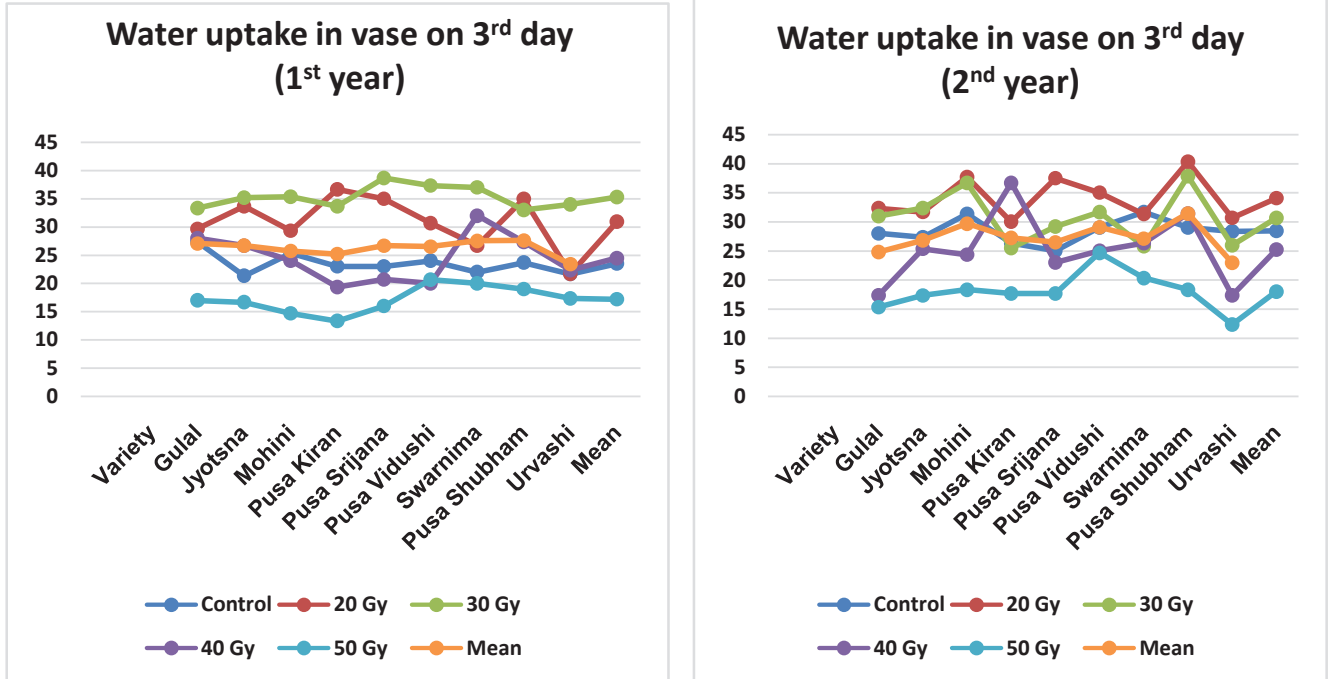 Water uptake in vase on 3rd day
(1st year)
45
40
35
30
25
20
15
10
5
0
Variety
Gulal
Jyotsna
Mohini
Pusa Kiran
Pusa Srijana
Pusa Vidushi
Swarnima
Pusa Shubham
Urvashi
Mean
Control 20 Gy 30 Gy
40 Gy 50 Gy Mean
Water uptake in vase on 3rd day
(2nd year)
45
40
35
30
25
20
15
10
5
0
Variety
Gulal
Jyotsna
Mohini
Pusa Kiran
Pusa Srijana
Pusa Vidushi
Swarnima
Pusa Shubham
Urvashi
Mean
Control 20 Gy 30 Gy
40 Gy 50 Gy Mean